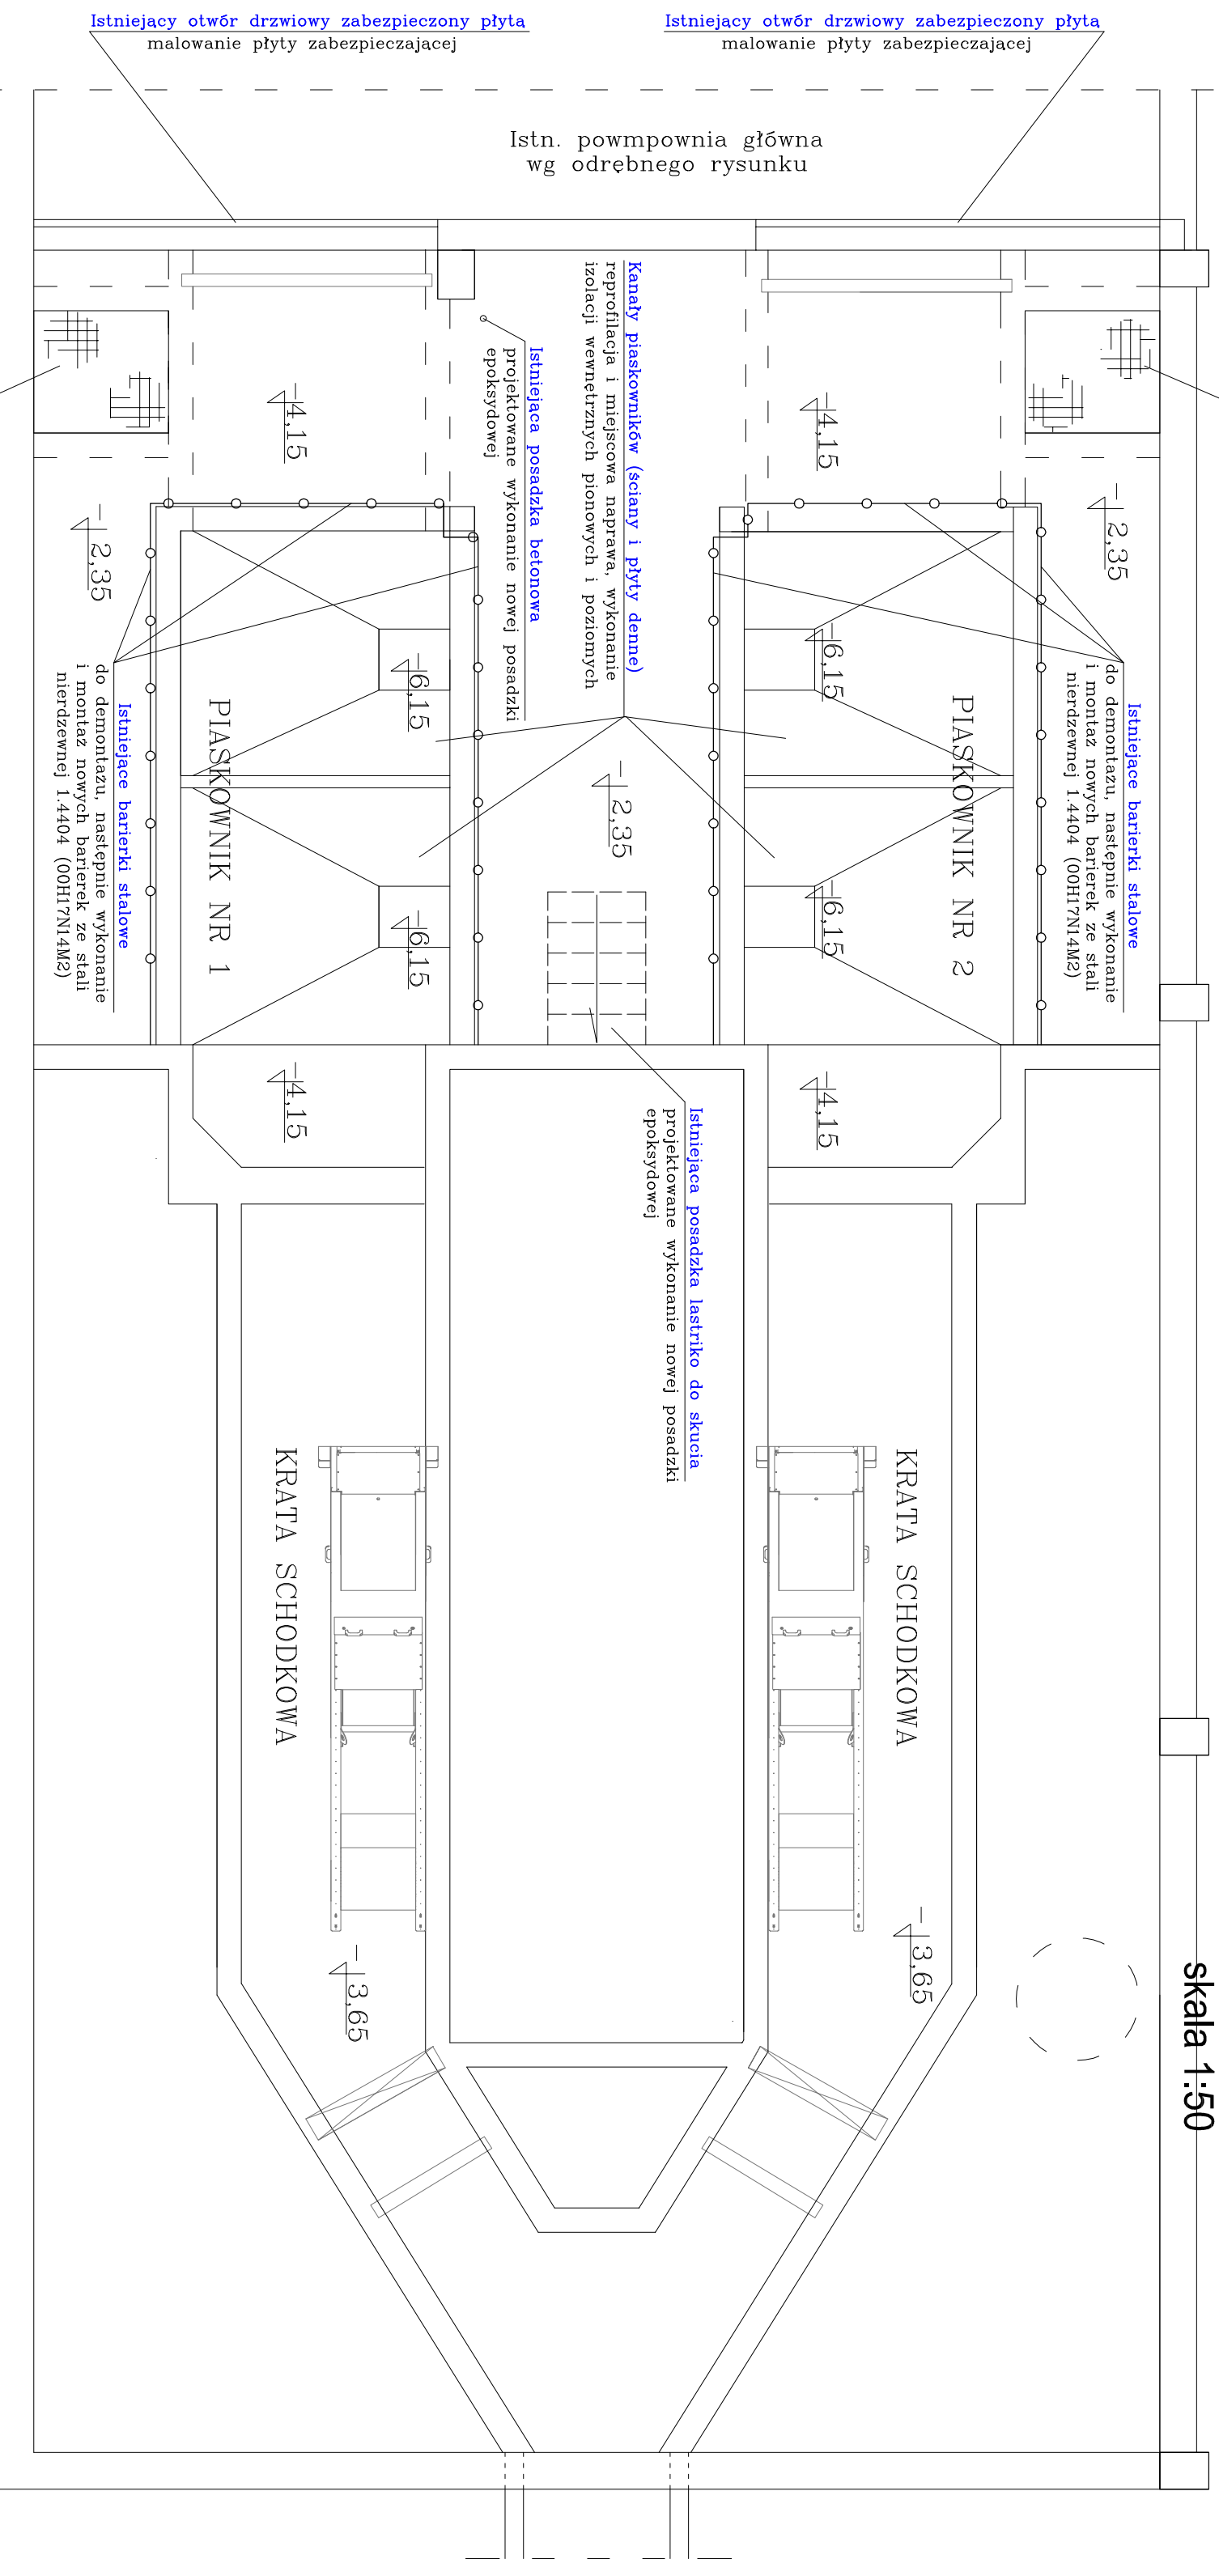 Istniejący otwór drzwiowy zabezpieczony płytą
malowanie płyty zabezpieczającej
Istniejący otwór drzwiowy zabezpieczony płytą
malowanie płyty zabezpieczającej
Istn. powmpownia główna
wg odrębnego rysunku
Kanały piaskowników (ściany i płyty denne)
reprofilacja i miejscowa naprawa, wykonanie
izolacji wewnętrznych pionowych i poziomych
Istniejąca posadzka betonowa
projektowane wykonanie nowej posadzki
epoksydowej
-4,15
-4,15
-2,35
-2,35
-6,15
-6,15
Istniejące barierki stalowe
do demontażu, następnie wykonanie
i montaż nowych barierek ze stali
nierdzewnej 1.4404 (00H17N14M2)
PIASKOWNIK NR 1
PIASKOWNIK NR 2
Istniejące barierki stalowe
do demontażu, następnie wykonanie
i montaż nowych barierek ze stali
nierdzewnej 1.4404 (00H17N14M2)
-2,35
-6,15
-6,15
-4,15
-4,15
Istniejąca posadzka lastriko do skucia
projektowane wykonanie nowej posadzki
epoksydowej
KRATA SCHODKOWA
KRATA SCHODKOWA
-3,65
-3,65
skala 1:50